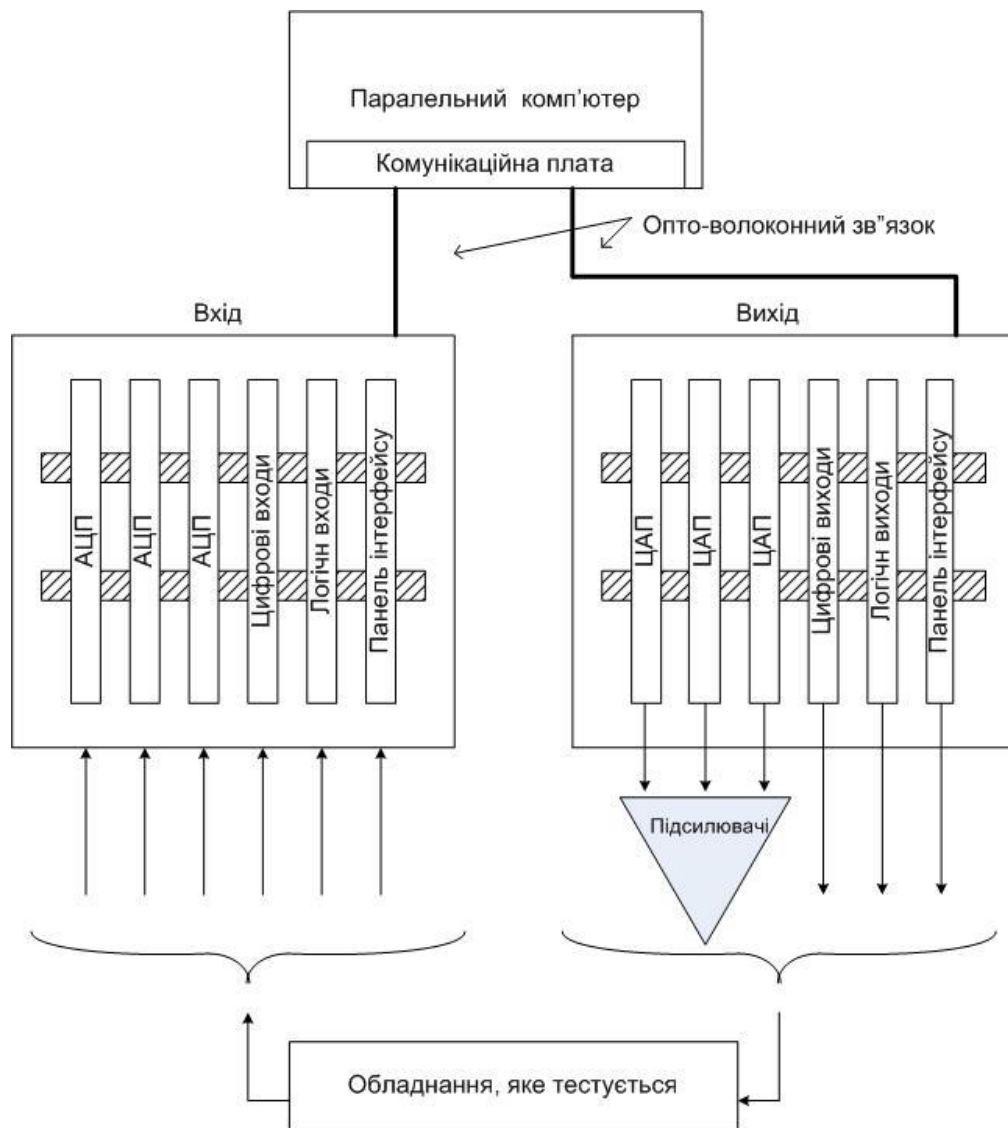 Паралельний комп'ютер
Комунікаційна плата
Опто-волоконний зв"язок
Вхід
Вихід
АЦП
АЦП
АЦП
Цифрові входи
Логічн входи
Панель інтерфейсу
ЦАП
ЦАП
ЦАП
Цифрові виходи
Логічн виходи
Панель інтерфейсу
Підсилювачі
Обладнання, яке тестується